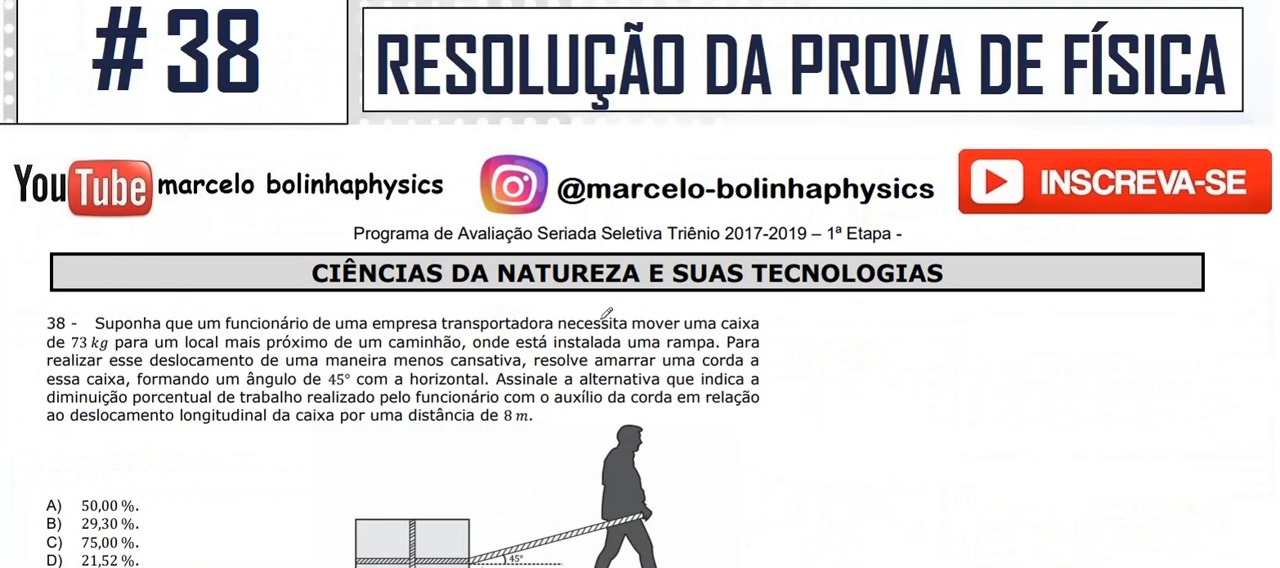 # 38
RESOLUÇÃO DA PROVA DE FÍSICA
YouTube marcelo bolinhaphysics
@marcelo-bolinhaphysics
INSCREVA-SE
Programa de Avaliação Seriada Seletiva Triênio 2017-2019 – 1ª Etapa -
CIÊNCIAS DA NATUREZA E SUAS TECNOLOGIAS
38 - Suponha que um funcionário de uma empresa transportadora necessita mover uma caixa
de 73 kg para um local mais próximo de um caminhão, onde está instalada uma rampa. Para
realizar esse deslocamento de uma maneira menos cansativa, resolve amarrar uma corda a
essa caixa, formando um ângulo de 45° com a horizontal. Assinale a alternativa que indica a
diminuição porcentual de trabalho realizado pelo funcionário com o auxílio da corda em relação
ao deslocamento longitudinal da caixa por uma distância de 8 m.
A) 50,00 %.
B) 29,30 %.
C) 75,00 %.
D) 21,52 %.
45°